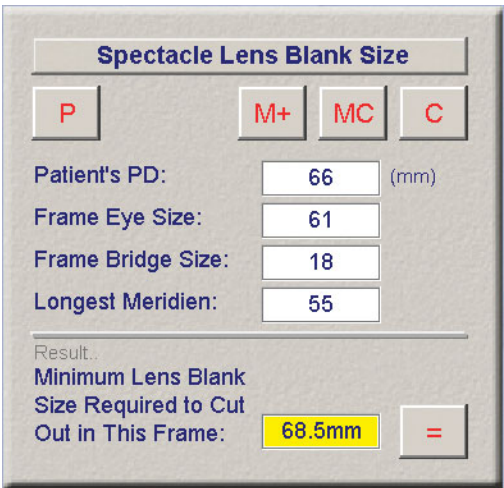 Spectacle Lens Blank Size
P M+ MC C
Patient's PD: 66 (mm)
Frame Eye Size: 61
Frame Bridge Size: 18
Longest Meridien: 55
Result..
Minimum Lens Blank
Size Required to Cut
Out in This Frame: 68.5mm =